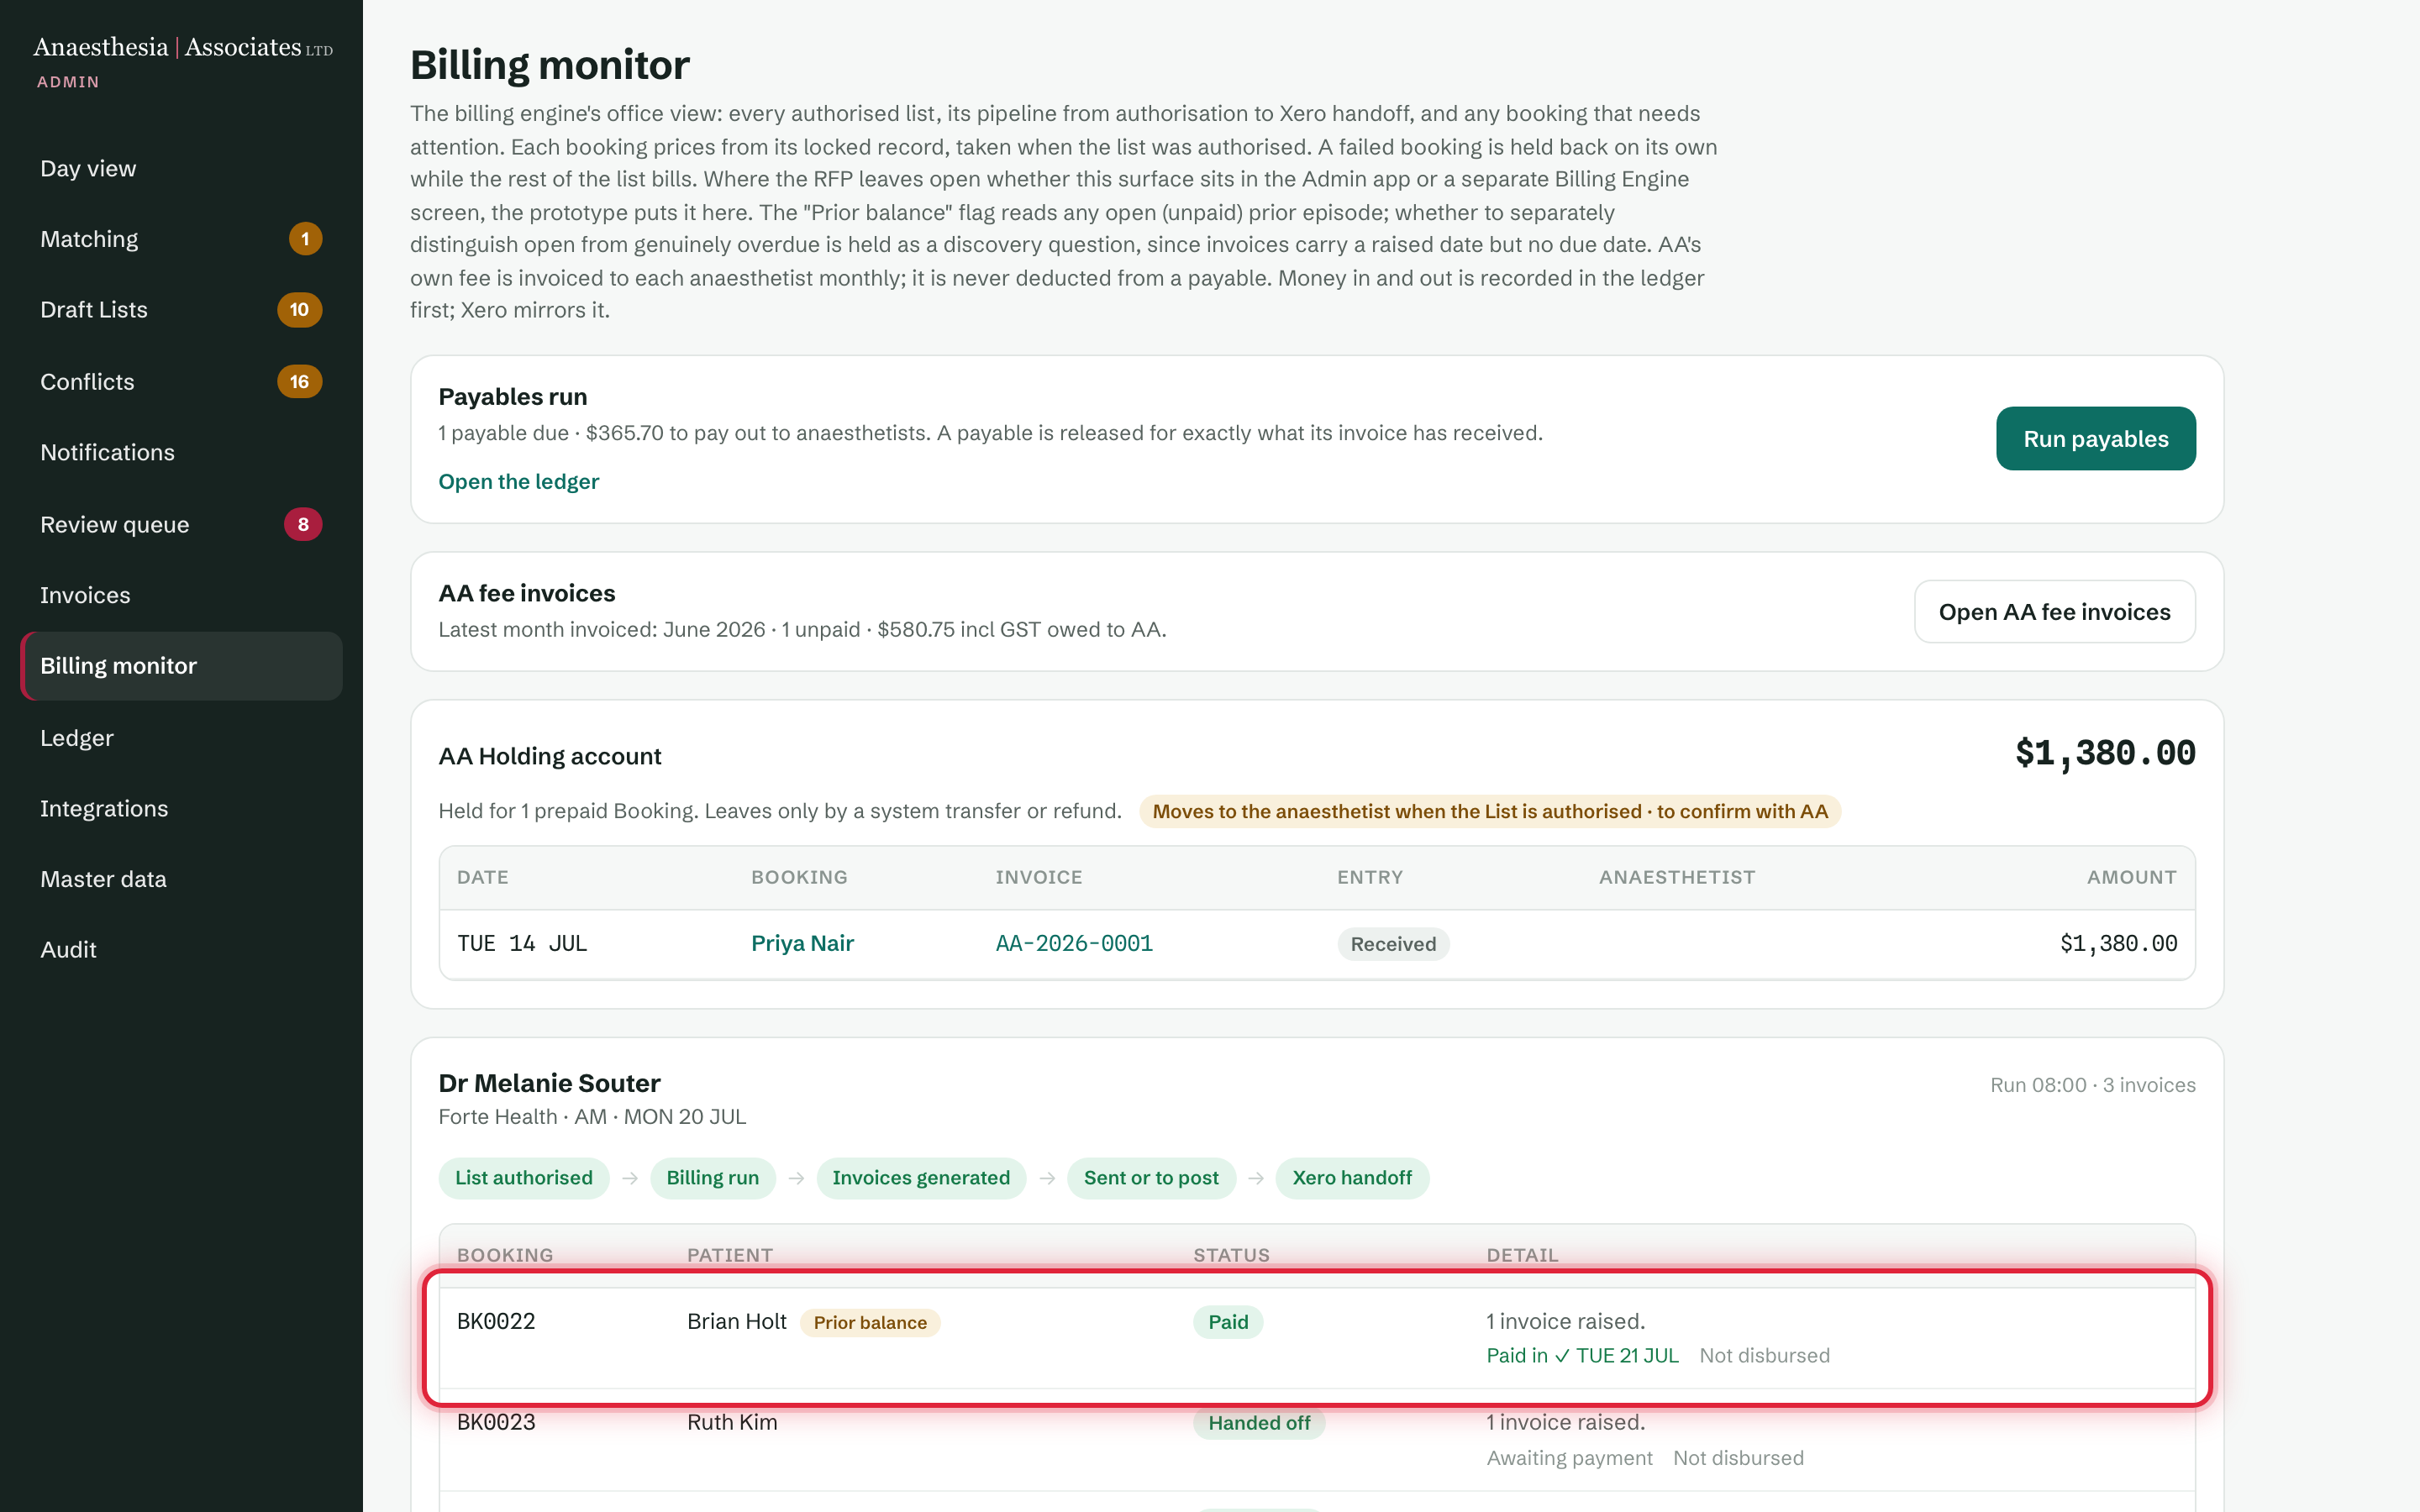 Anaesthesia | Associates LTD
ADMIN
Day view
Matching 1
Draft Lists 10
Conflicts 16
Notifications
Review queue 8
Invoices
Billing monitor
Ledger
Integrations
Master data
Audit
Billing monitor
The billing engine's office view: every authorised list, its pipeline from authorisation to Xero handoff, and any booking that needs
attention. Each booking prices from its locked record, taken when the list was authorised. A failed booking is held back on its own
while the rest of the list bills. Where the RFP leaves open whether this surface sits in the Admin app or a separate Billing Engine
screen, the prototype puts it here. The "Prior balance" flag reads any open (unpaid) prior episode; whether to separately
distinguish open from genuinely overdue is held as a discovery question, since invoices carry a raised date but no due date. AA's
own fee is invoiced to each anaesthetist monthly; it is never deducted from a payable. Money in and out is recorded in the ledger
first; Xero mirrors it.
Payables run
1 payable due · $365.70 to pay out to anaesthetists. A payable is released for exactly what its invoice has received.
Open the ledger
Run payables
AA fee invoices
Latest month invoiced: June 2026 · 1 unpaid · $580.75 incl GST owed to AA.
Open AA fee invoices
AA Holding account $1,380.00
Held for 1 prepaid Booking. Leaves only by a system transfer or refund. Moves to the anaesthetist when the List is authorised · to confirm with AA
DATE BOOKING INVOICE ENTRY ANAESTHETIST AMOUNT
TUE 14 JUL Priya Nair AA-2026-0001 Received $1,380.00
Dr Melanie Souter Run 08:00 · 3 invoices
Forte Health · AM · MON 20 JUL
List authorised → Billing run → Invoices generated → Sent or to post → Xero handoff
BOOKING PATIENT STATUS DETAIL
BK0022 Brian Holt Prior balance Paid 1 invoice raised.
Paid in ✓ TUE 21 JUL Not disbursed
BK0023 Ruth Kim Handed off 1 invoice raised.
Awaiting payment Not disbursed